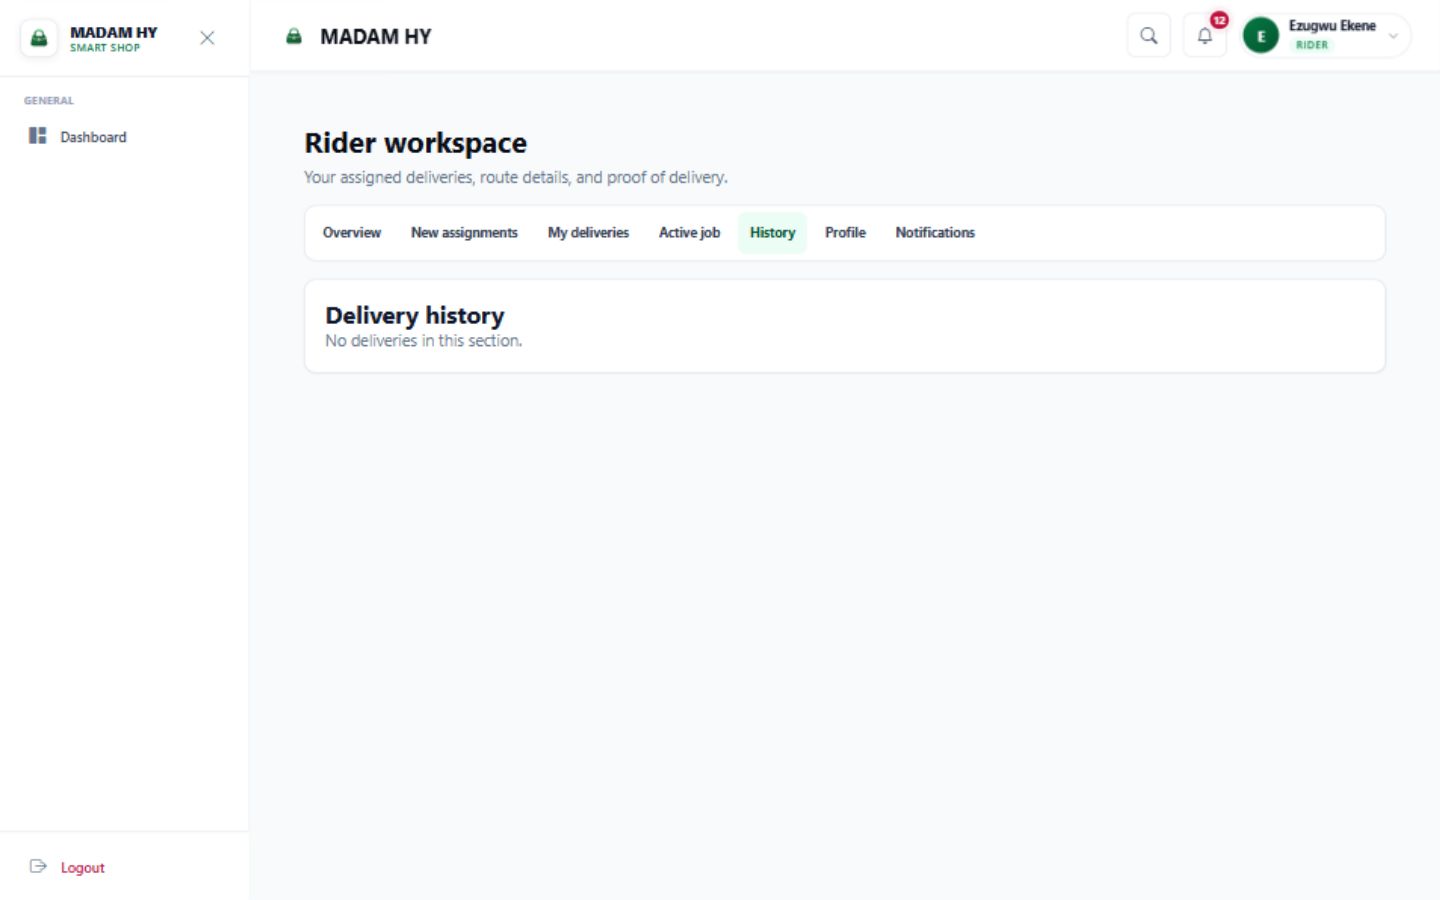 MADAM HY
SMART SHOP
MADAM HY
12
E
Ezugwu Ekene
RIDER
GENERAL
Dashboard
Rider workspace
Your assigned deliveries, route details, and proof of delivery.
Overview New assignments My deliveries Active job History Profile Notifications
Delivery history
No deliveries in this section.
Logout